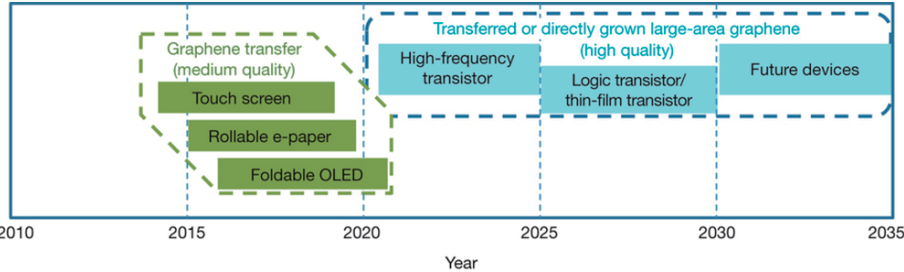 Transferred or directly grown large-area graphene
(high quality)
Graphene transfer
(medium quality)
High-frequency
transistor
Logic transistor/
thin-film transistor
Future devices
Touch screen
Rollable e-paper
Foldable OLED
2010
2015
2020
2025
2030
2035
Year